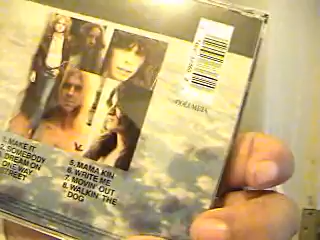 COLUMBIA
1. MAKE IT
2. SOMEBODY
3. DREAM ON
ONE WAY
STREET
5. MAMA KIN
6. WRITE ME
7. MOVIN' OUT
8. WALKIN' THE
DOG